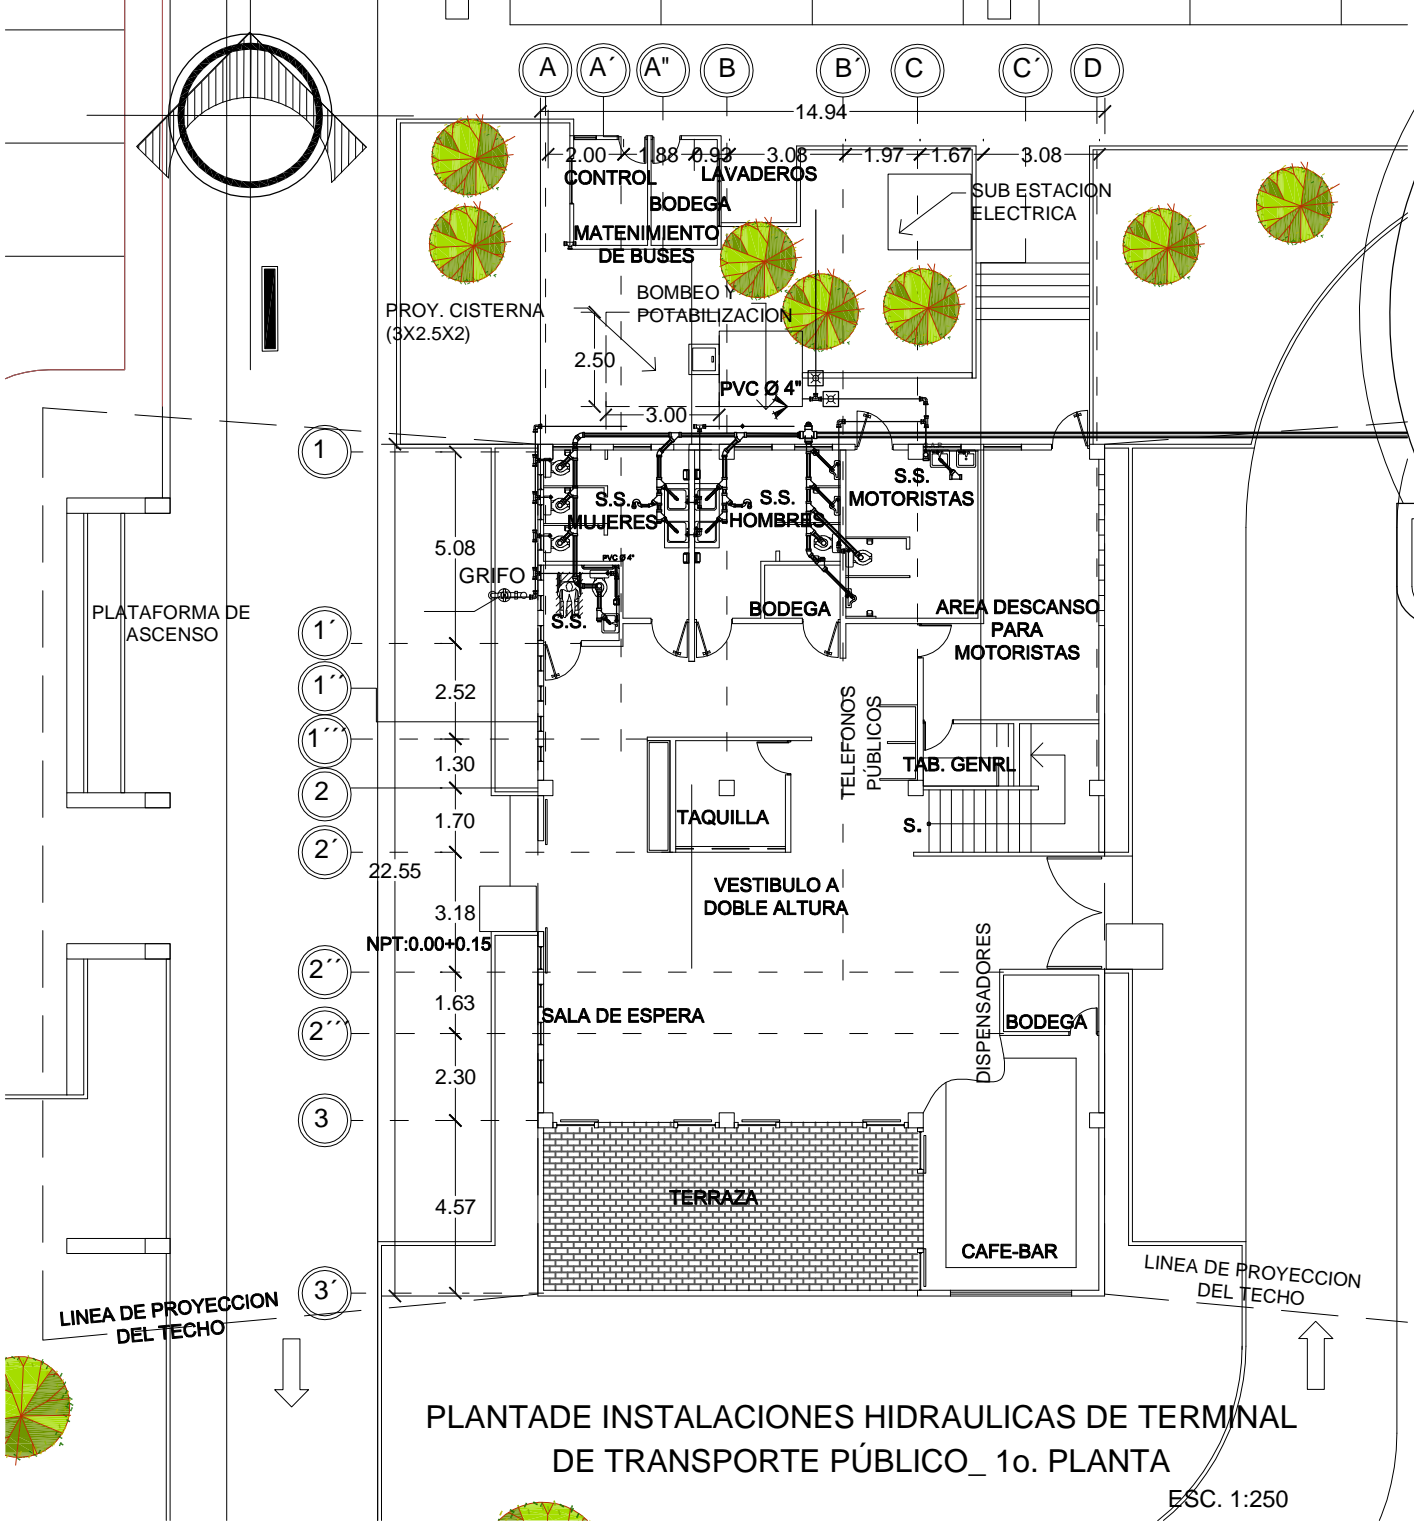 A A´ A" B B´ C C´ D
14.94
2.00 1.88 0.93 3.08 1.97 1.67 3.08
CONTROL
LAVADEROS
BODEGA
SUB ESTACION
ELECTRICA
MATENIMIENTO
DE BUSES
PROY. CISTERNA
(3X2.5X2)
BOMBEO Y
POTABILIZACION
2.50
PVC Ø 4"
3.00
1
S.S.
MUJERES
S.S.
HOMBRES
S.S.
MOTORISTAS
5.08
PVC Ø 4"
GRIFO
PLATAFORMA DE
ASCENSO
S.S.
BODEGA
AREA DESCANSO
PARA
MOTORISTAS
1´
1´´
2.52
TELEFONOS
PÚBLICOS
1´´´
1.30
TAB. GENRL
2
1.70
TAQUILLA
S.
2´
22.55
VESTIBULO A
DOBLE ALTURA
3.18
NPT:0.00+0.15
2´´
DISPENSADORES
1.63
SALA DE ESPERA
BODEGA
2´´´
2.30
3
4.57
TERRAZA
CAFE-BAR
3´
LINEA DE PROYECCION
DEL TECHO
LINEA DE PROYECCION
DEL TECHO
PLANTADE INSTALACIONES HIDRAULICAS DE TERMINAL
DE TRANSPORTE PÚBLICO_ 1o. PLANTA
ESC. 1:250